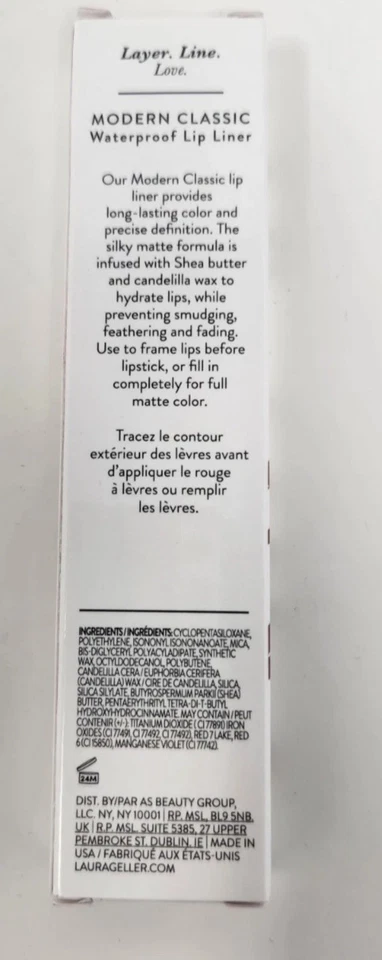 Layer. Line.
Love.
MODERN CLASSIC
Waterproof Lip Liner
Our Modern Classic lip
liner provides
long-lasting color and
precise definition. The
silky matte formula is
infused with Shea butter
and candelilla wax to
hydrate lips, while
preventing smudging,
feathering and fading.
Use to frame lips before
lipstick, or fill in
completely for full
matte color.
Tracez le contour
extérieur des lèvres avant
d'appliquer le rouge
à lèvres ou remplir
les lèvres.
INGREDIENTS/INGRÉDIENTS: CYCLOPENTASILOXANE,
POLYETHYLENE, ISONONYL ISONONANOATE, MICA,
BIS-DIGLYCERYL POLYACYLADIPATE, SYNTHETIC
WAX, OCTYLDODECANOL, POLYBUTENE,
CANDELILLA CERA / EUPHORBIA CERIFERA
(CANDELILLA) WAX / CIRE DE CANDELILLA, SILICA,
SILICA SILYLATE, BUTYROSPERMUM PARKII (SHEA)
BUTTER, PENTAERYTHRITYL TETRA-DI-T-BUTYL
HYDROXYHYDROCINNAMATE. MAY CONTAIN / PEUT
CONTENIR (+/-): TITANIUM DIOXIDE (CI 77891) IRON
OXIDES (CI 77491, CI 77492, CI 77492), RED 7 LAKE, RED
6 (CI 15850), MANGANESE VIOLET (CI 77742).
24M
DIST. BY/PAR AS BEAUTY GROUP,
LLC. NY, NY 10001 | RP. MSL, BL9 5NB,
UK | R.P. MSL. SUITE 5385, 27 UPPER
PEMBROKE ST. DUBLIN, IE | MADE IN
USA / FABRIQUÉ AUX ÉTATS-UNIS
LAURAGELLER.COM